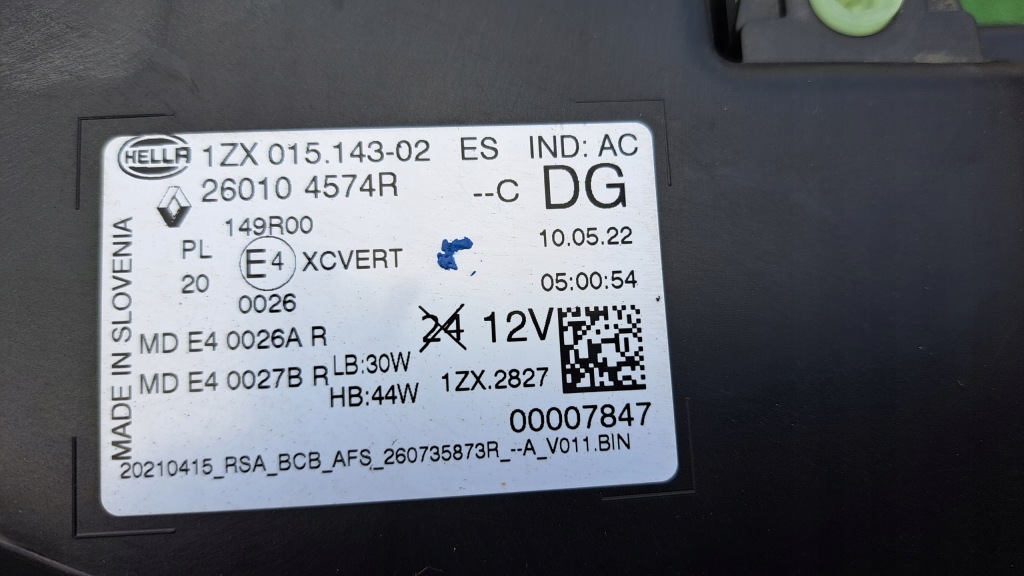 HELLA 1ZX 015.143-02 ES IND: AC
26010 4574R --C DG
149R00
10.05.22
PL E4 XCVERT
20 05:00:54
0026
MADE IN SLOVENIA
MD E4 0026A R 24 12V
MD E4 0027B R LB:30W
HB:44W 1ZX.2827
00007847
20210415_RSA_BCB_AFS_260735873R_--A_V011.BIN